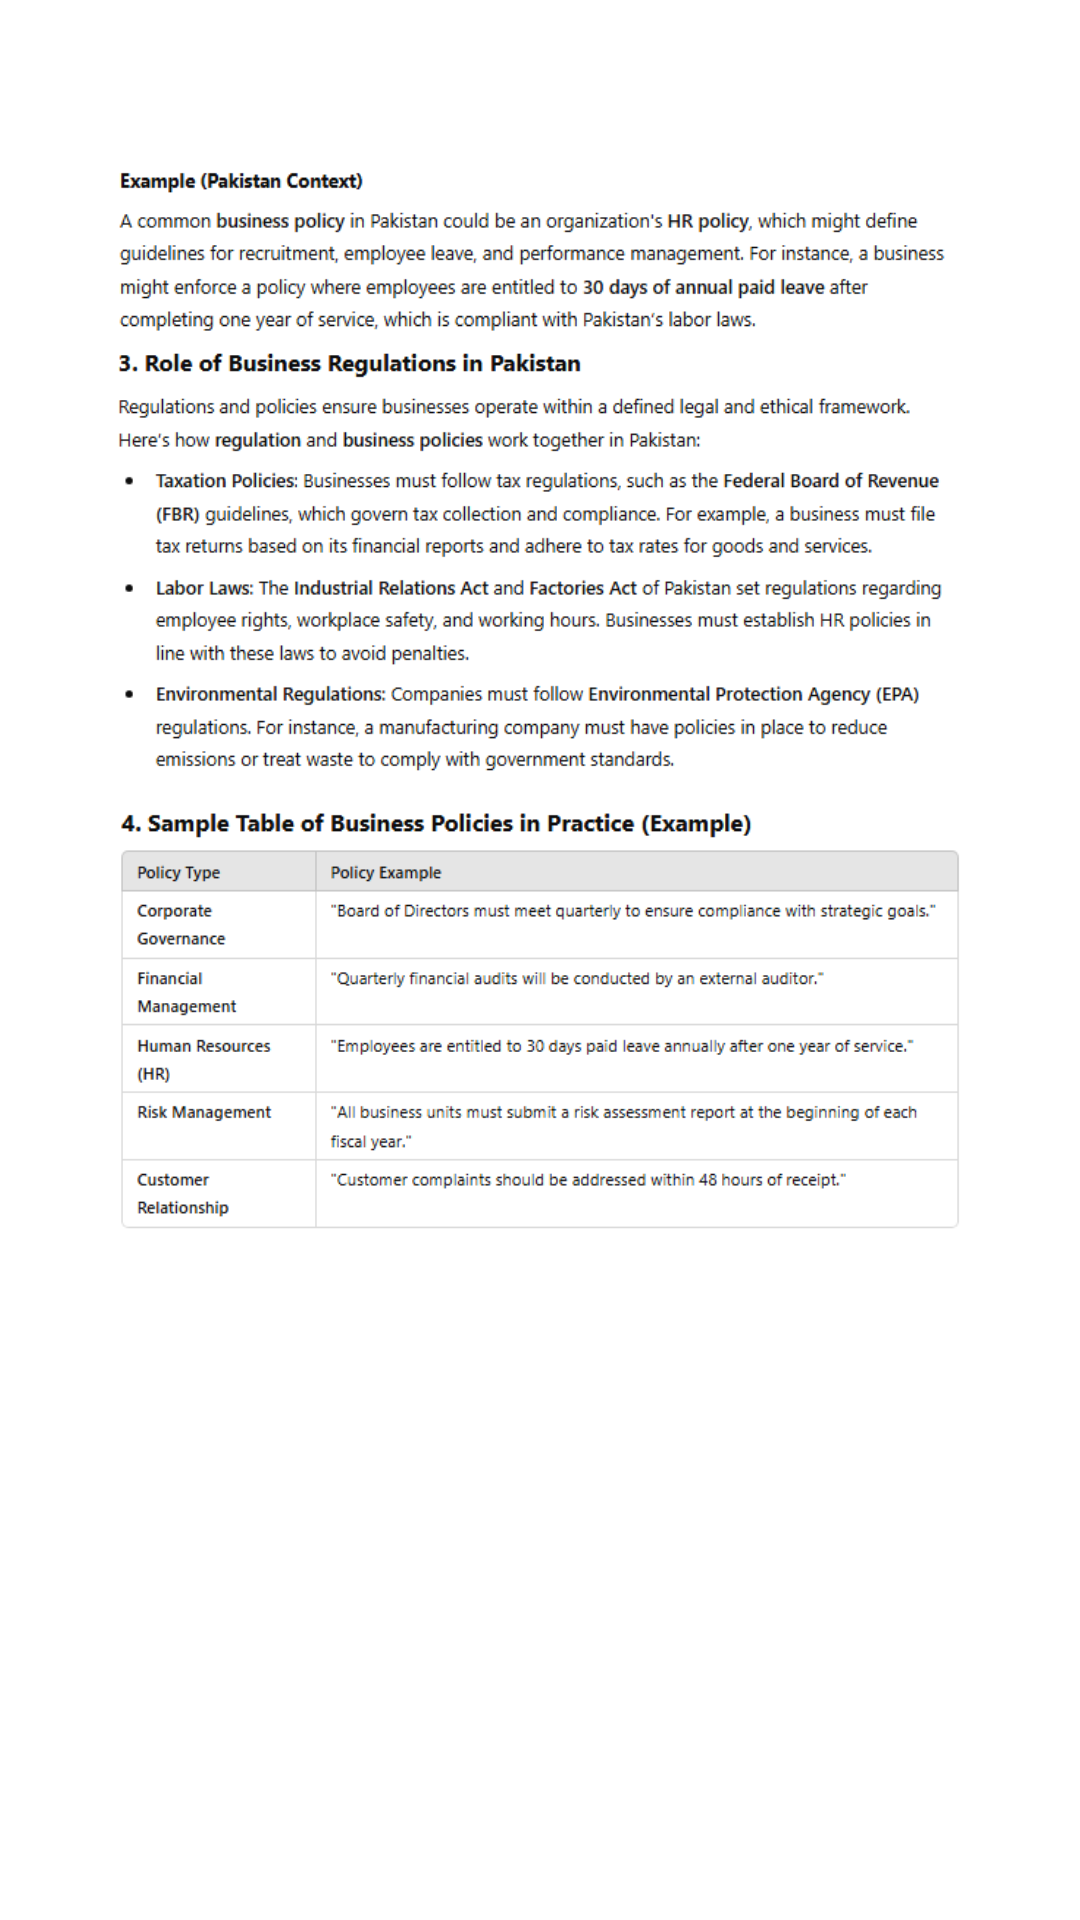 Example (Pakistan Context)
A common business policy in Pakistan could be an organization's HR policy, which might define
guidelines for recruitment, employee leave, and performance management. For instance, a business
might enforce a policy where employees are entitled to 30 days of annual paid leave after
completing one year of service, which is compliant with Pakistan's labor laws.
3. Role of Business Regulations in Pakistan
Regulations and policies ensure businesses operate within a defined legal and ethical framework.
Here's how regulation and business policies work together in Pakistan:
• Taxation Policies: Businesses must follow tax regulations, such as the Federal Board of Revenue
(FBR) guidelines, which govern tax collection and compliance. For example, a business must file
tax returns based on its financial reports and adhere to tax rates for goods and services.
• Labor Laws: The Industrial Relations Act and Factories Act of Pakistan set regulations regarding
employee rights, workplace safety, and working hours. Businesses must establish HR policies in
line with these laws to avoid penalties.
• Environmental Regulations: Companies must follow Environmental Protection Agency (EPA)
regulations. For instance, a manufacturing company must have policies in place to reduce
emissions or treat waste to comply with government standards.
4. Sample Table of Business Policies in Practice (Example)
Policy Type Policy Example
Corporate "Board of Directors must meet quarterly to ensure compliance with strategic goals."
Governance
Financial "Quarterly financial audits will be conducted by an external auditor."
Management
Human Resources "Employees are entitled to 30 days paid leave annually after one year of service."
(HR)
Risk Management "All business units must submit a risk assessment report at the beginning of each
fiscal year."
Customer "Customer complaints should be addressed within 48 hours of receipt."
Relationship